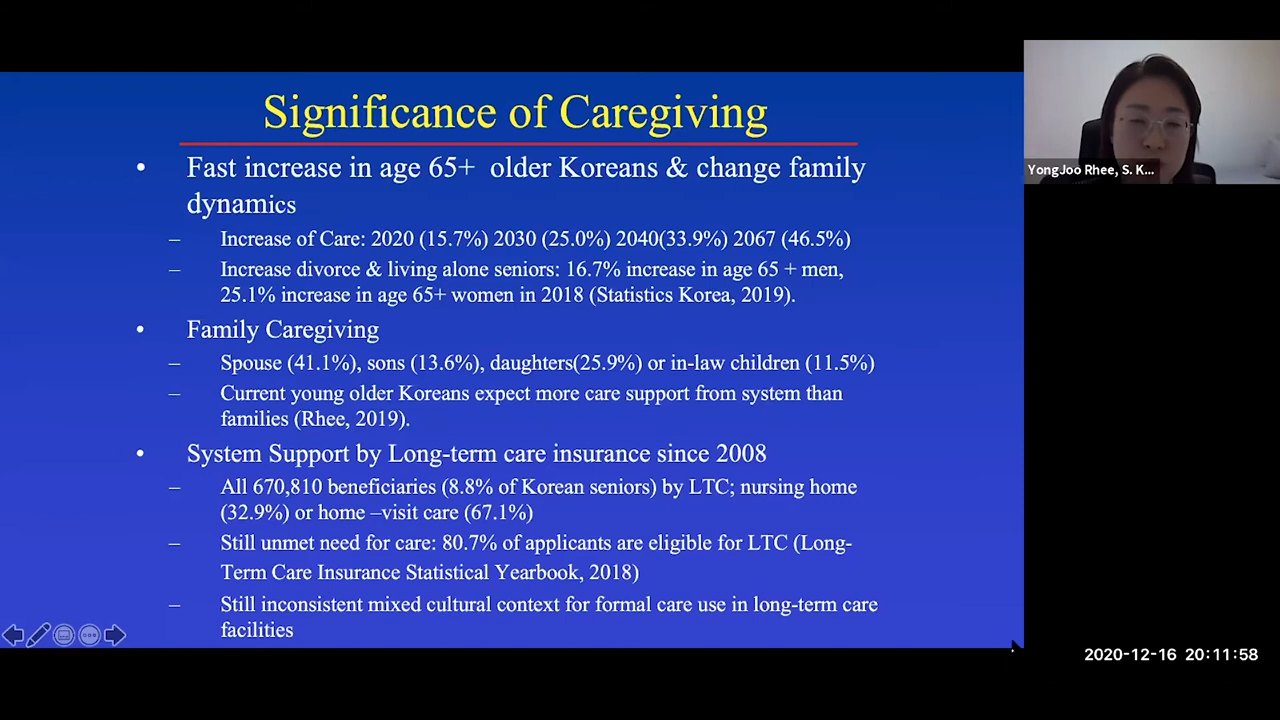 Significance of Caregiving
• Fast increase in age 65+ older Koreans & change family
dynamics
– Increase of Care: 2020 (15.7%) 2030 (25.0%) 2040(33.9%) 2067 (46.5%)
– Increase divorce & living alone seniors: 16.7% increase in age 65 + men,
25.1% increase in age 65+ women in 2018 (Statistics Korea, 2019).
• Family Caregiving
– Spouse (41.1%), sons (13.6%), daughters(25.9%) or in-law children (11.5%)
– Current young older Koreans expect more care support from system than
families (Rhee, 2019).
• System Support by Long-term care insurance since 2008
– All 670,810 beneficiaries (8.8% of Korean seniors) by LTC; nursing home
(32.9%) or home –visit care (67.1%)
– Still unmet need for care: 80.7% of applicants are eligible for LTC (Long-
Term Care Insurance Statistical Yearbook, 2018)
– Still inconsistent mixed cultural context for formal care use in long-term care
facilities
YongJoo Rhee, S. K...
2020-12-16 20:11:58